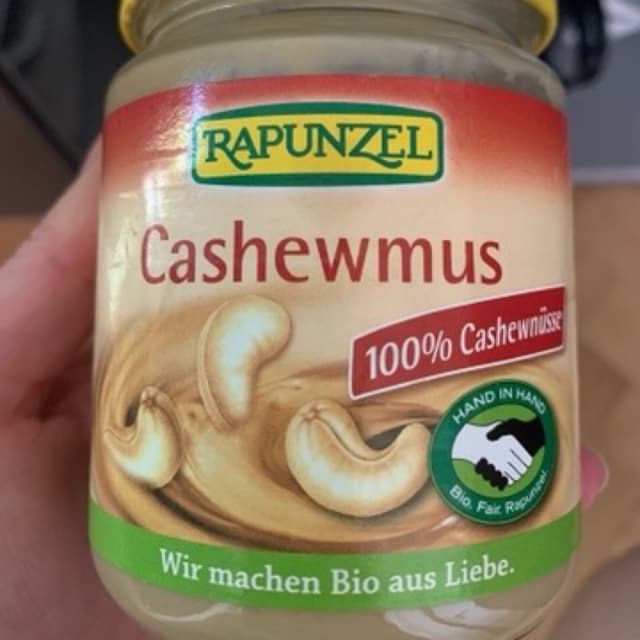 RAPUNZEL
Cashewmus
100% Cashewnüsse
HAND IN HAND
Bio. Fair. Rapunzel.
Wir machen Bio aus Liebe.